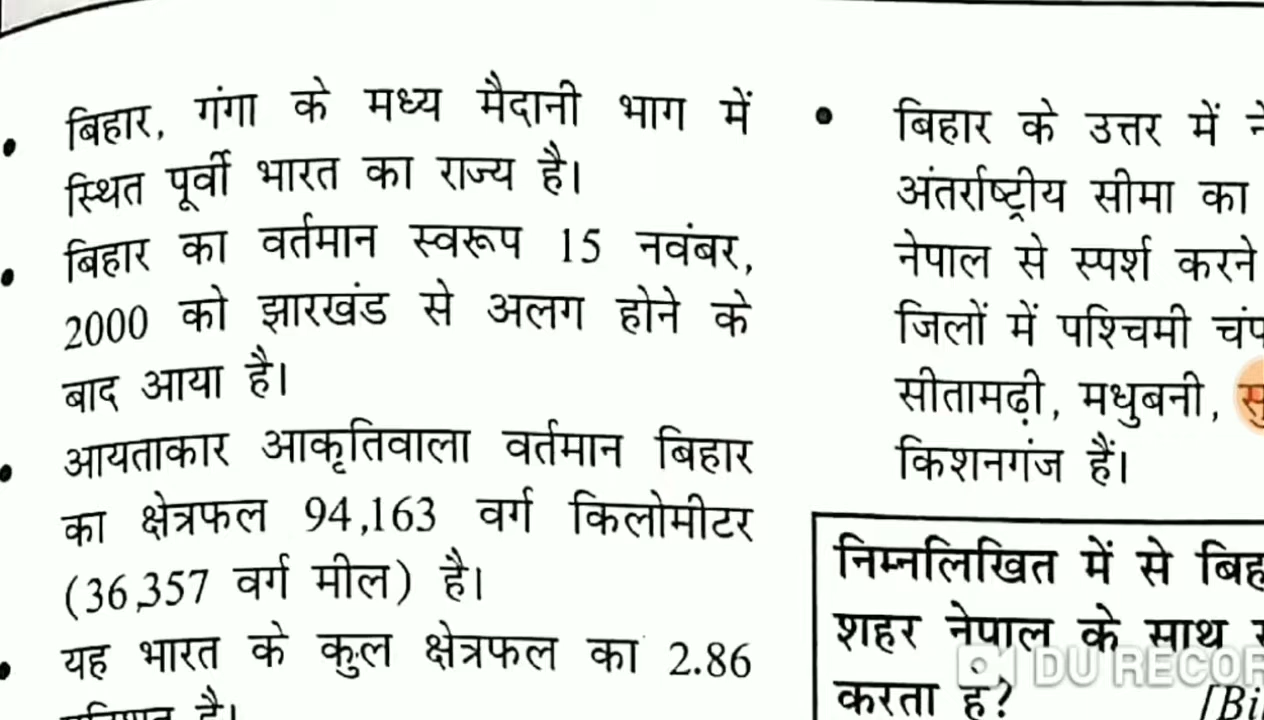 बिहार, गंगा के मध्य मैदानी भाग में
स्थित पूर्वी भारत का राज्य है।
बिहार का वर्तमान स्वरूप 15 नवंबर,
2000 को झारखंड से अलग होने के
बाद आया है।
आयताकार आकृतिवाला वर्तमान बिहार
का क्षेत्रफल 94,163 वर्ग किलोमीटर
(36,357 वर्ग मील) है।
यह भारत के कुल क्षेत्रफल का 2.86
है।
बिहार के उत्तर में
अंतर्राष्ट्रीय सीमा का
नेपाल से स्पर्श करने
जिलों में पश्चिमी
सीतामढ़ी, मधुबनी,
किशनगंज हैं।
निम्नलिखित में से
शहर नेपाल के साथ
करता है?
DU RECOR